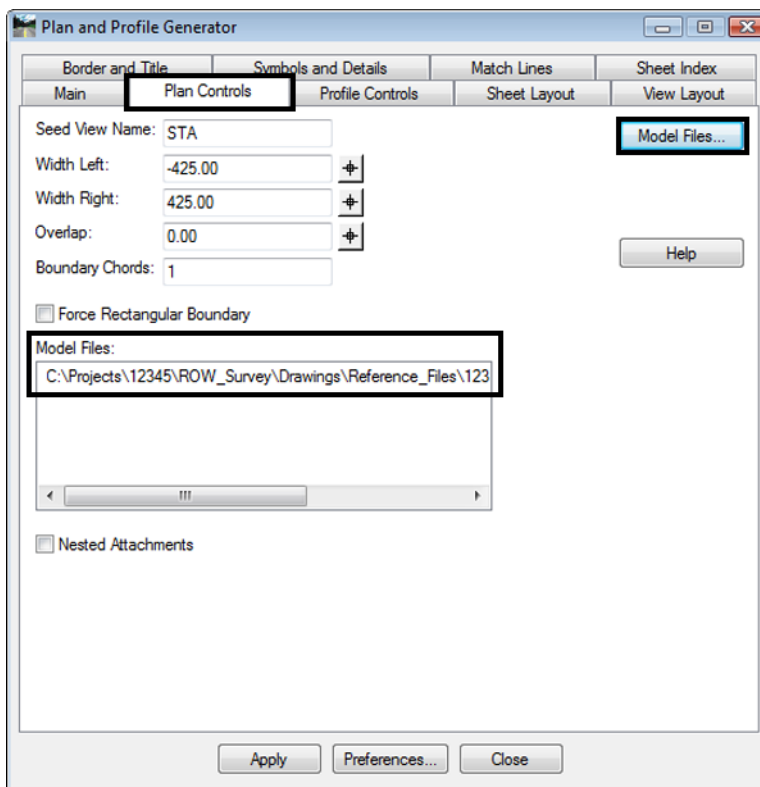 Plan and Profile Generator
Border and Title Symbols and Details Match Lines Sheet Index
Main Plan Controls Profile Controls Sheet Layout View Layout
Seed View Name: STA
Model Files...
Width Left: -425.00
Width Right: 425.00
Overlap: 0.00
Help
Boundary Chords: 1
Force Rectangular Boundary
Model Files:
C:\Projects\12345\ROW_Survey\Drawings\Reference_Files\123
Nested Attachments
Apply Preferences... Close